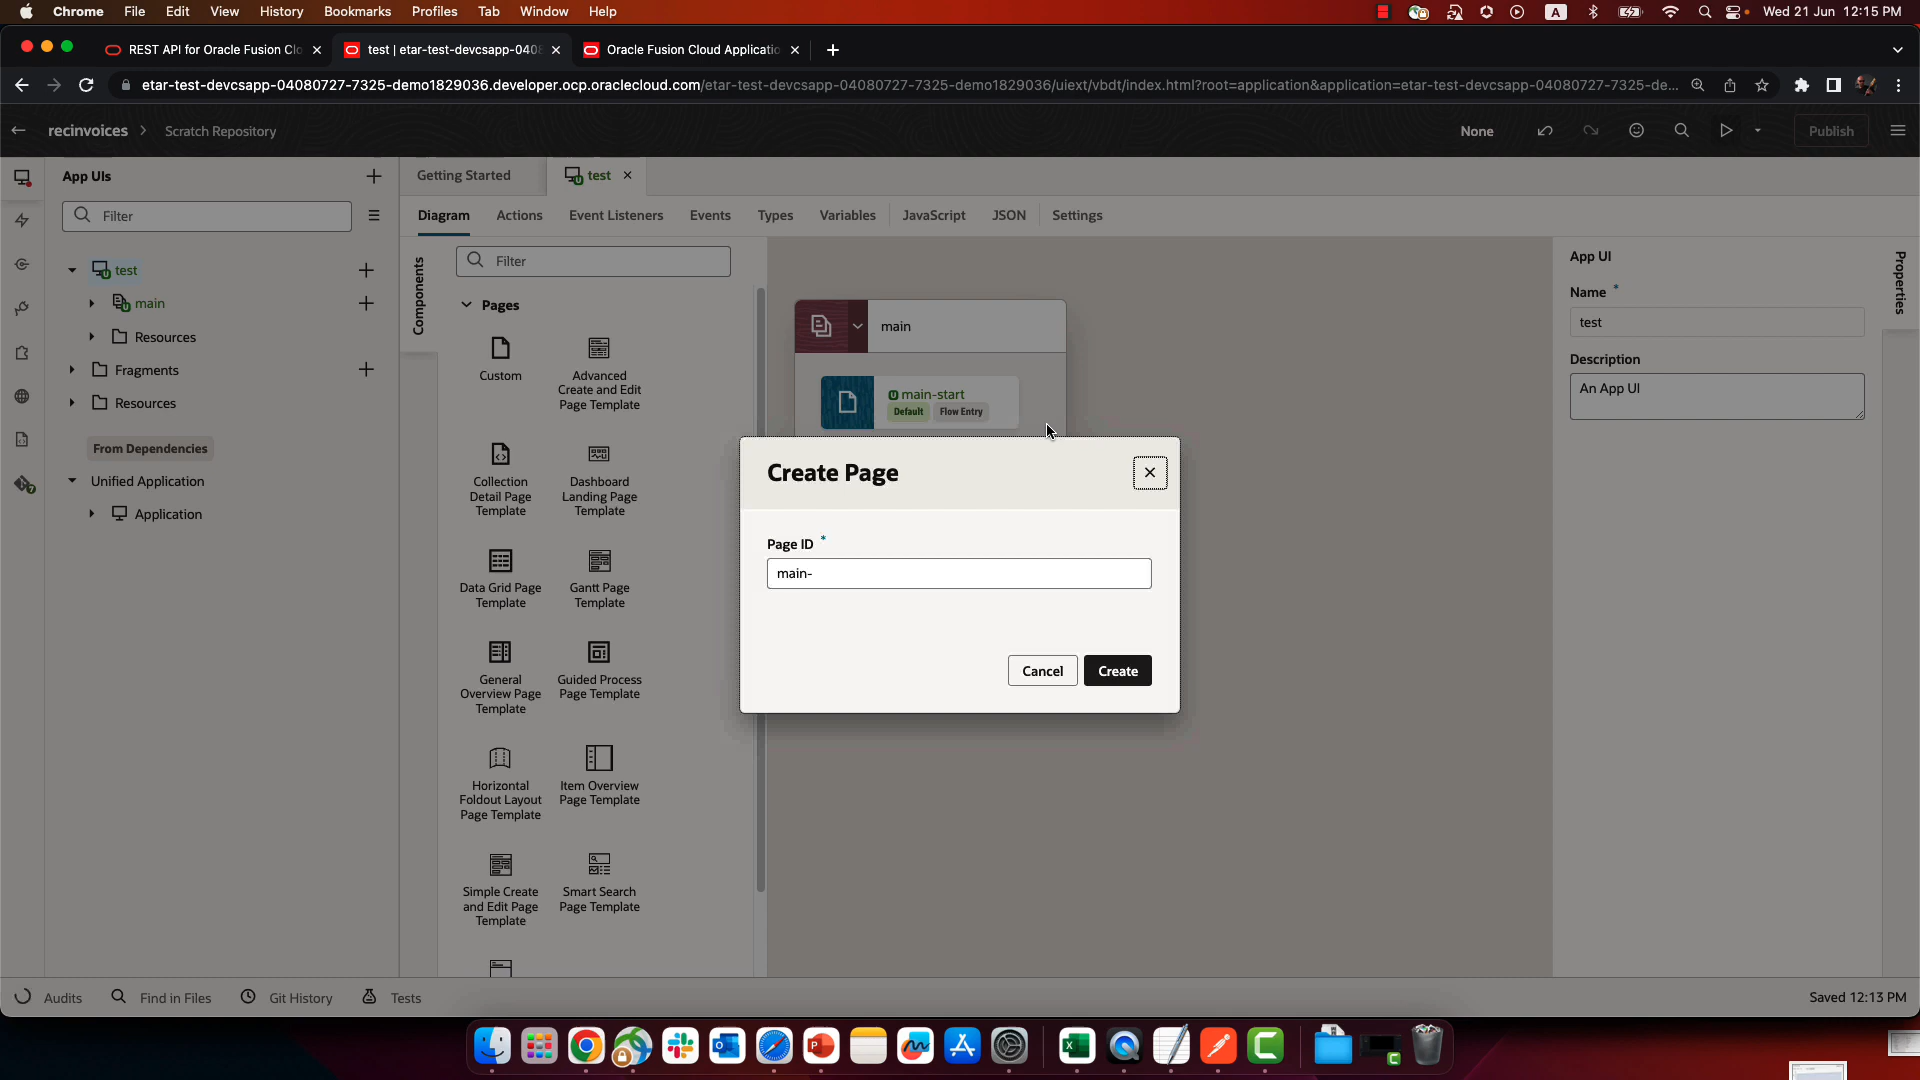 Chrome File Edit View History Bookmarks Profiles Tab Window Help A Wed 21 Jun 12:15 PM
REST API for Oracle Fusion Clo test | etar-test-devcsapp-0408 Oracle Fusion Cloud Applicatio
etar-test-devcsapp-04080727-7325-demo1829036.developer.ocp.oraclecloud.com/etar-test-devcsapp-04080727-7325-demo1829036/uiext/vbdt/index.html?root=application&application=etar-test-devcsapp-04080727-7325-de...
recinvoices Scratch Repository None Publish
App UIs
Filter
test
main
Resources
Fragments
Resources
From Dependencies
Unified Application
Application
Getting Started test
Diagram Actions Event Listeners Events Types Variables JavaScript JSON Settings
Components
Filter
Pages
Custom
Advanced
Create and Edit
Page Template
Collection
Detail Page
Template
Dashboard
Landing Page
Template
Data Grid Page
Template
Gantt Page
Template
General
Overview Page
Template
Guided Process
Page Template
Horizontal
Foldout Layout
Page Template
Item Overview
Page Template
Simple Create
and Edit Page
Template
Smart Search
Page Template
main
main-start
Default Flow Entry
Create Page
Page ID *
main-
Cancel Create
App UI
Name *
test
Description
An App UI
Properties
Audits Find in Files Git History Tests Saved 12:13 PM